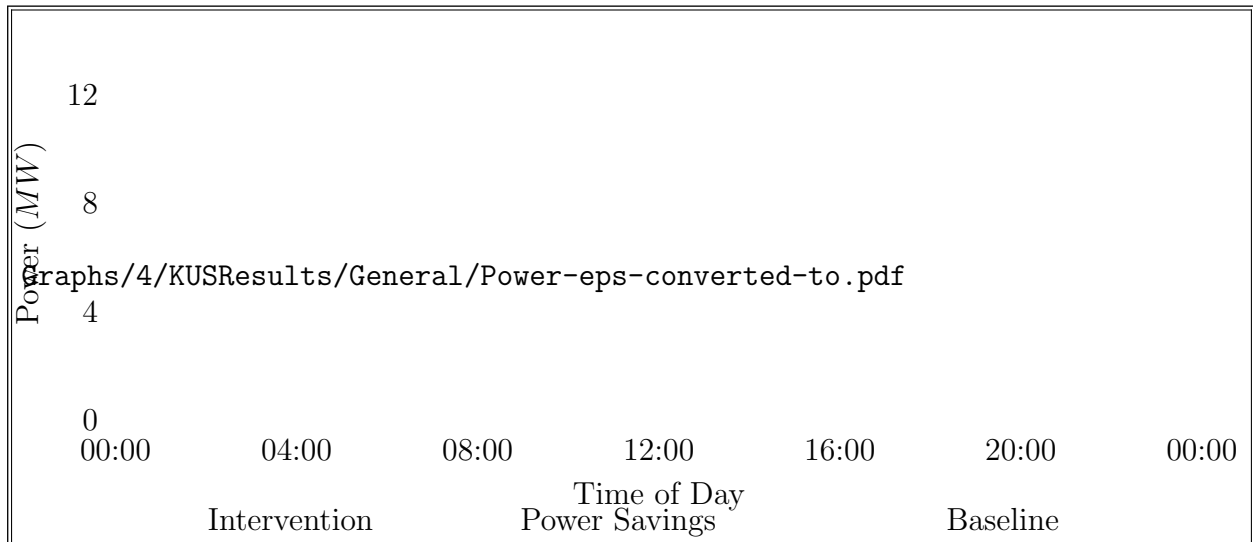 12
Power (MW)
8
Graphs/4/KUSResults/General/Power-eps-converted-to.pdf
4
0
00:00 04:00 08:00 12:00 16:00 20:00 00:00
Time of Day
Intervention Power Savings Baseline